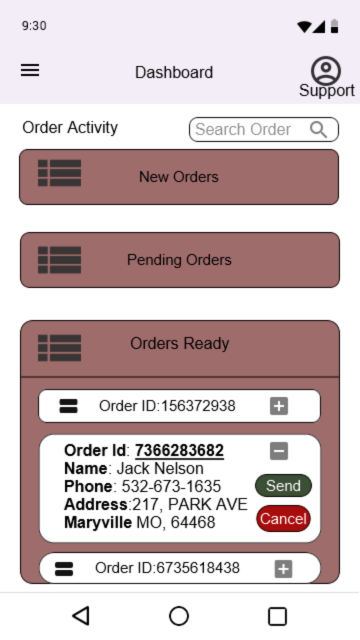 9:30
Dashboard
Support
Order Activity
Search Order
New Orders
Pending Orders
Orders Ready
Order ID:156372938
Order Id: 7366283682
Name: Jack Nelson
Phone: 532-673-1635
Address:217, PARK AVE
Maryville MO, 64468
Send
Cancel
Order ID:6735618438